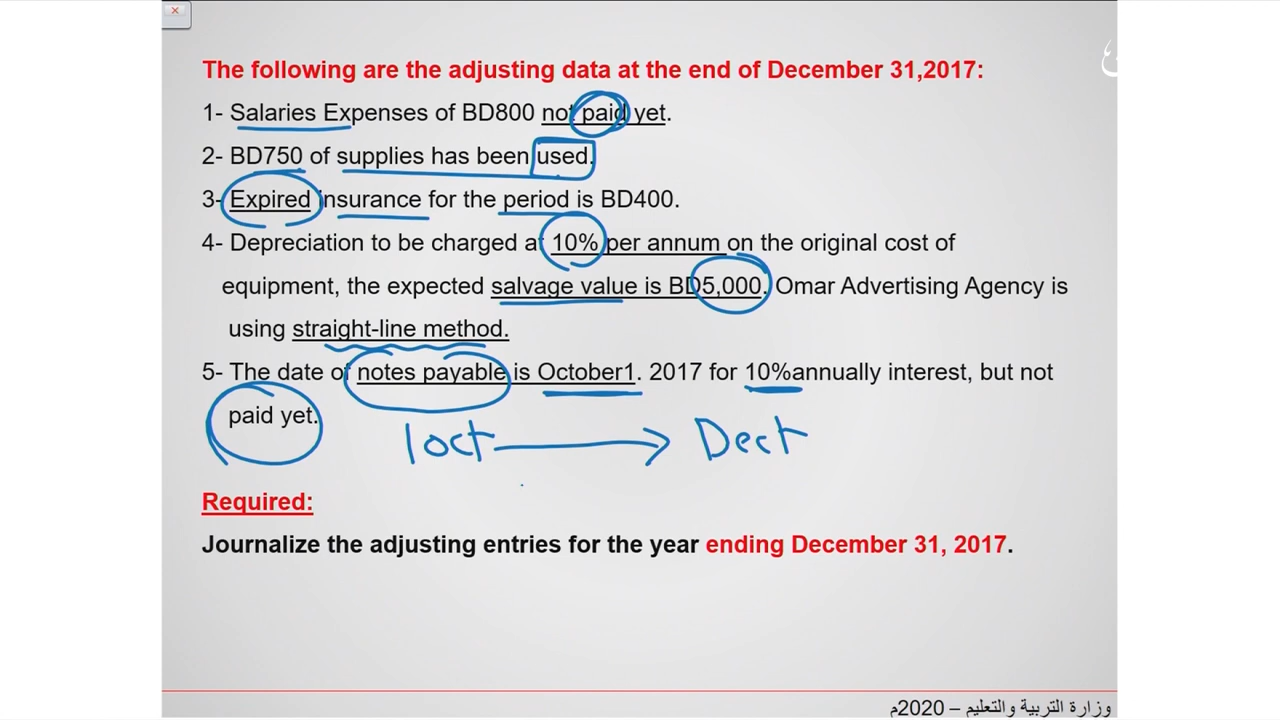 The following are the adjusting data at the end of December 31,2017:
1- Salaries Expenses of BD800 not paid yet.
2- BD750 of supplies has been used.
3- Expired insurance for the period is BD400.
4- Depreciation to be charged at 10% per annum on the original cost of
equipment, the expected salvage value is BD5,000. Omar Advertising Agency is
using straight-line method.
5- The date of notes payable is October1. 2017 for 10%annually interest, but not
paid yet.
1oct Dect
Required:
Journalize the adjusting entries for the year ending December 31, 2017.
وزارة التربية والتعليم – 2020م